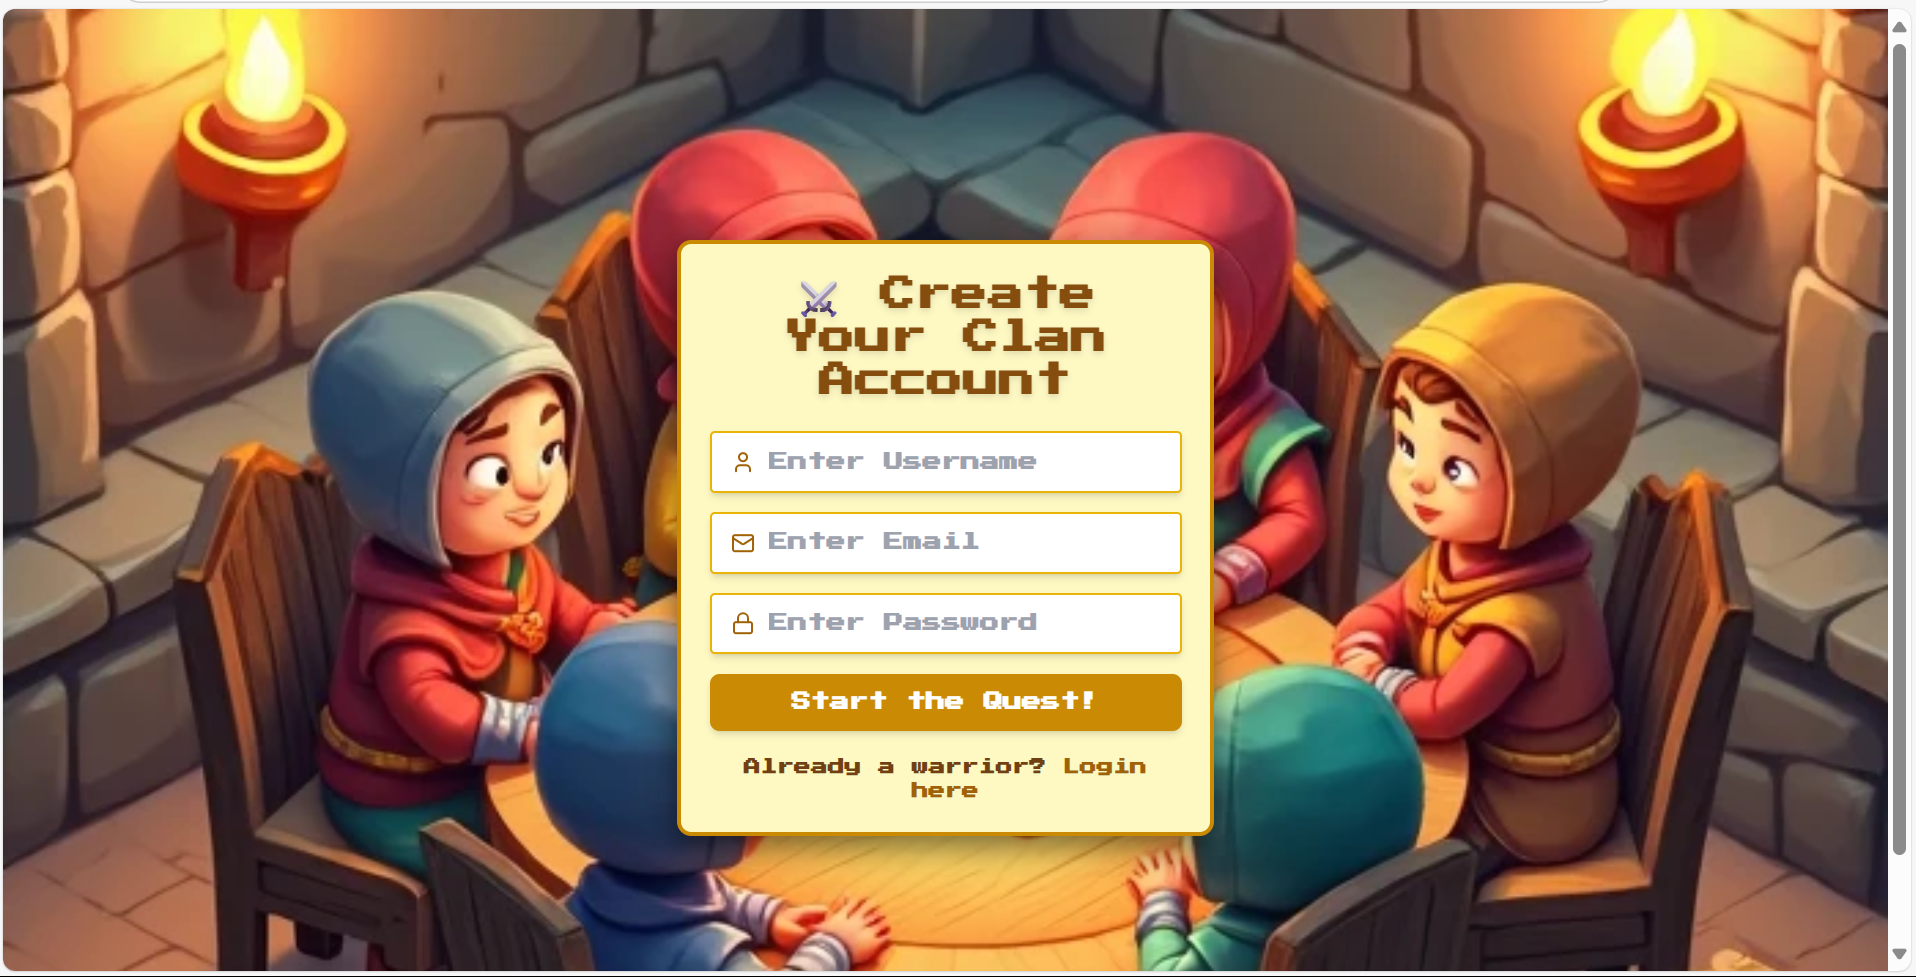 ⚔️ Create
Your Clan
Account
Enter Username
Enter Email
Enter Password
Start the Quest!
Already a warrior? Login
here